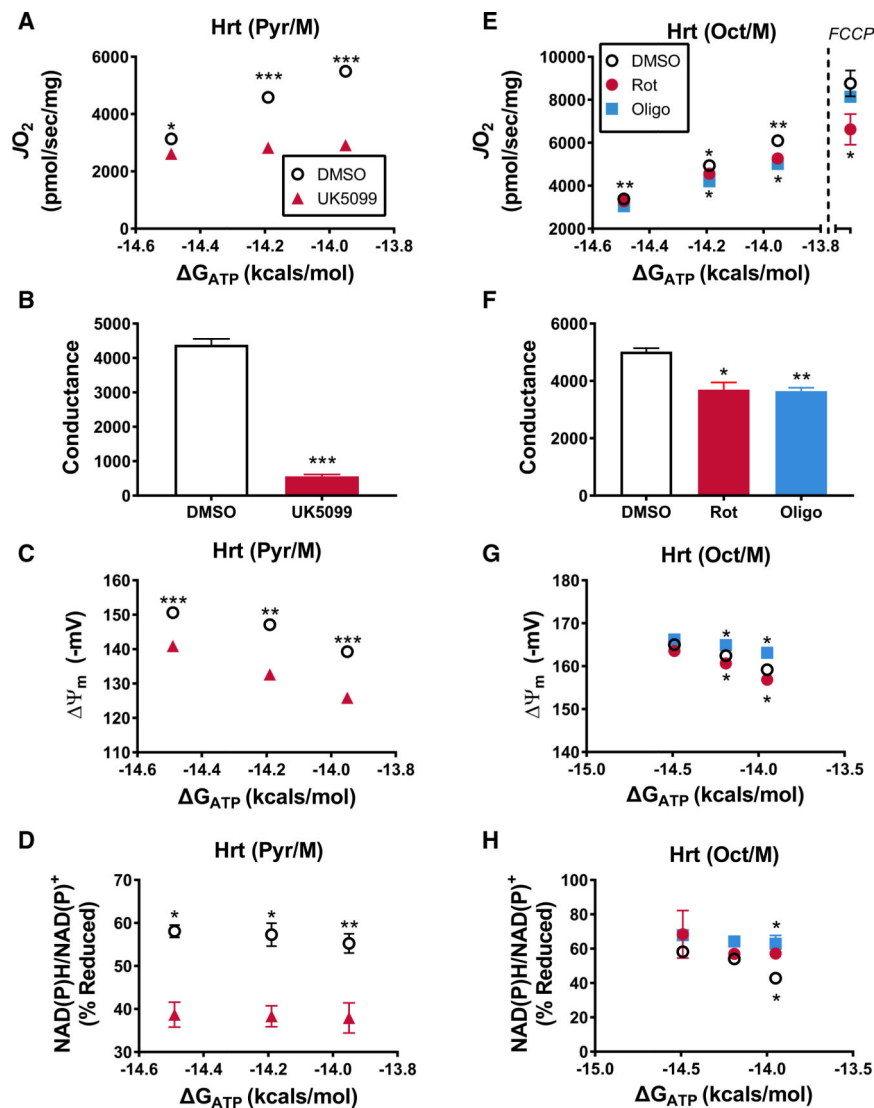 A
Hrt (Pyr/M)
JO2
(pmol/sec/mg)
6000
4000
2000
0
*
***
***
DMSO
UK5099
-14.6
-14.4
-14.2
-14.0
-13.8
ΔGATP (kcals/mol)
B
Conductance
5000
4000
3000
2000
1000
0
***
DMSO
UK5099
C
Hrt (Pyr/M)
ΔΨm (-mV)
160
150
140
130
120
110
***
**
***
-14.6
-14.4
-14.2
-14.0
-13.8
ΔGATP (kcals/mol)
D
Hrt (Pyr/M)
NAD(P)H/NAD(P)+
(% Reduced)
70
60
50
40
30
*
*
**
-14.6
-14.4
-14.2
-14.0
-13.8
ΔGATP (kcals/mol)
E
Hrt (Oct/M)
FCCP
JO2
(pmol/sec/mg)
10000
8000
6000
4000
2000
DMSO
Rot
Oligo
**
*
*
**
*
*
-14.6
-14.4
-14.2
-14.0
-13.8
ΔGATP (kcals/mol)
F
Conductance
8000
6000
4000
2000
0
*
**
DMSO
Rot
Oligo
G
Hrt (Oct/M)
ΔΨm (-mV)
180
170
160
150
140
*
*
*
*
-15.0
-14.5
-14.0
-13.5
ΔGATP (kcals/mol)
H
Hrt (Oct/M)
NAD(P)H/NAD(P)+
(% Reduced)
100
80
60
40
20
0
*
*
-15.0
-14.5
-14.0
-13.5
ΔGATP (kcals/mol)